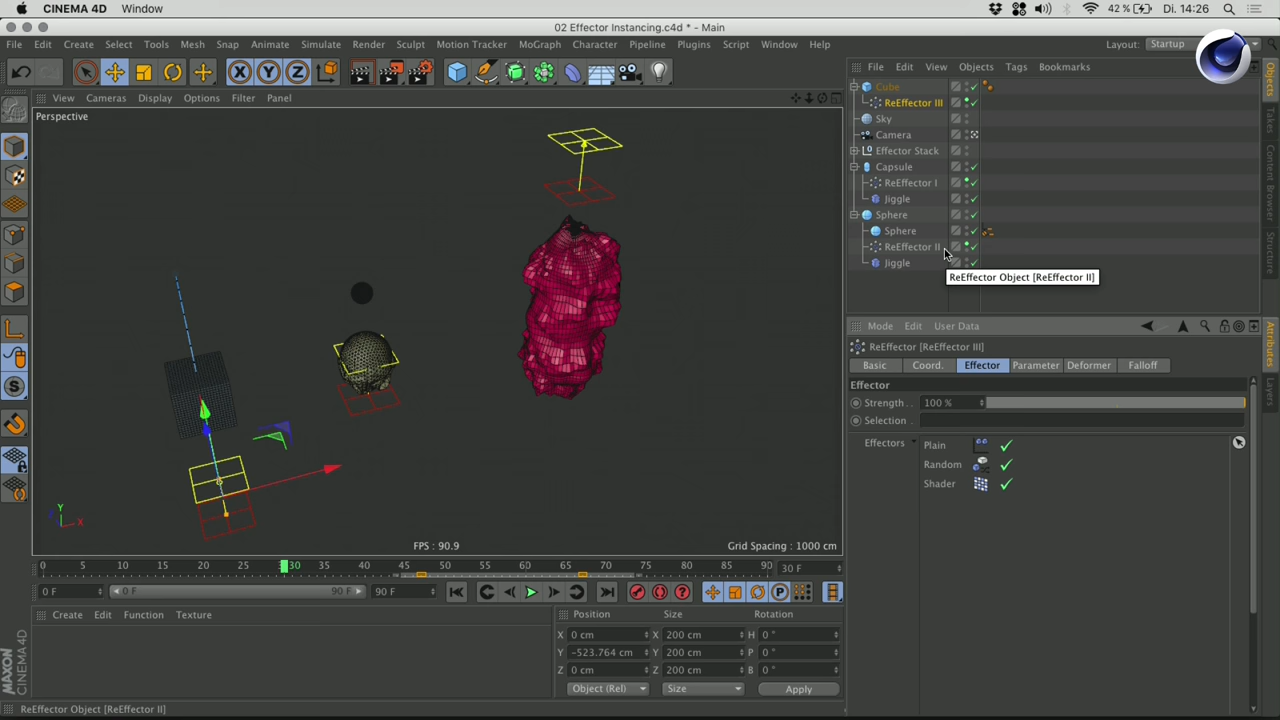 CINEMA 4D Window
42 % Di. 14:26
02 Effector Instancing.c4d * - Main
File Edit Create Select Tools Mesh Snap Animate Simulate Render Sculpt Motion Tracker MoGraph Character Pipeline Plugins Script Window Help
Layout: Startup
X Y Z
File Edit View Objects Tags Bookmarks
View Cameras Display Options Filter Panel
Perspective
Cube
ReEffector III
Sky
Camera
Effector Stack
Capsule
ReEffector I
Jiggle
Sphere
Sphere
ReEffector II
Jiggle
ReEffector Object [ReEffector II]
Objects
Takes
Content Browser
Structure
Attributes
Layers
Mode Edit User Data
ReEffector [ReEffector III]
Basic Coord. Effector Parameter Deformer Falloff
Effector
Strength . . 100 %
Selection .
Effectors
Plain
Random
Shader
Y
Z
X
FPS : 90.9
Grid Spacing : 1000 cm
0 5 10 15 20 25 30 45 50 55 60 65 70 75 80 85 90
30 F
0 F 0 F 90 F 90 F
P
Create Edit Function Texture
Position Size Rotation
X 0 cm X 200 cm H 0 °
Y -523.764 cm Y 200 cm P 0 °
Z 0 cm Z 200 cm B 0 °
Object (Rel) Size Apply
MAXON
CINEMA 4D
ReEffector Object [ReEffector II]